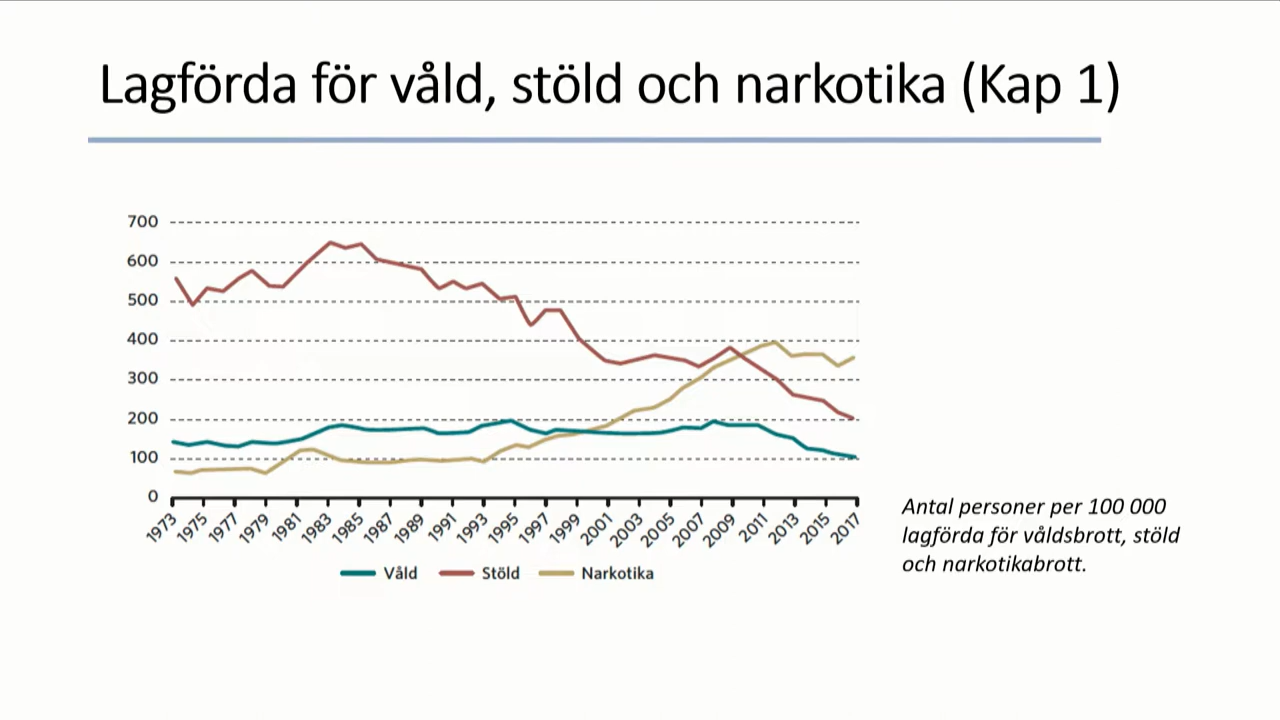 Lagförda för våld, stöld och narkotika (Kap 1)
700
600
500
400
300
200
100
0
1973 1975 1977 1979 1981 1983 1985 1987 1989 1991 1993 1995 1997 1999 2001 2003 2005 2007 2009 2011 2013 2015 2017
Våld Stöld Narkotika
Antal personer per 100 000
lagförda för våldsbrott, stöld
och narkotikabrott.